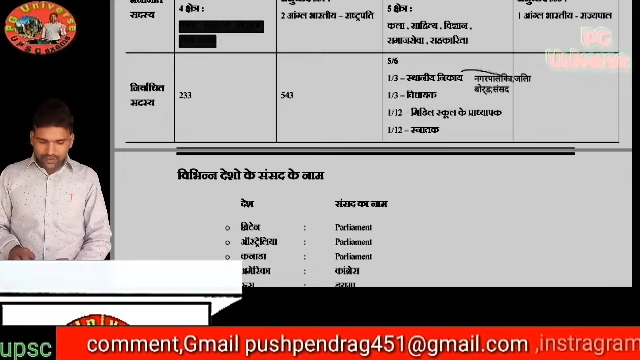 PG Universe
UPSC exams
सदस्य
4 क्षेत्र
2 आंग्ल भारतीय – राष्ट्रपति
5 क्षेत्र :
कला , साहित्य , विज्ञान ,
समाजसेवा , सहकारिता
1 आंग्ल भारतीय – राज्यपाल
PG
Universe
निर्वाचित
सदस्य
233
543
5/6
1/3 – स्थानीय निकाय
1/3 – विधायक
1/12 मिडिल स्कूल के प्राध्यापक
1/12 – स्नातक
विभिन्न देशो के संसद के नाम
देश संसद का नाम
ब्रिटेन : Parliament
ऑस्ट्रेलिया : Parliament
कनाडा : Parliament
अमेरिका : कांग्रेस
upsc
comment,Gmail pushpendrag451@gmail.com ,instragram